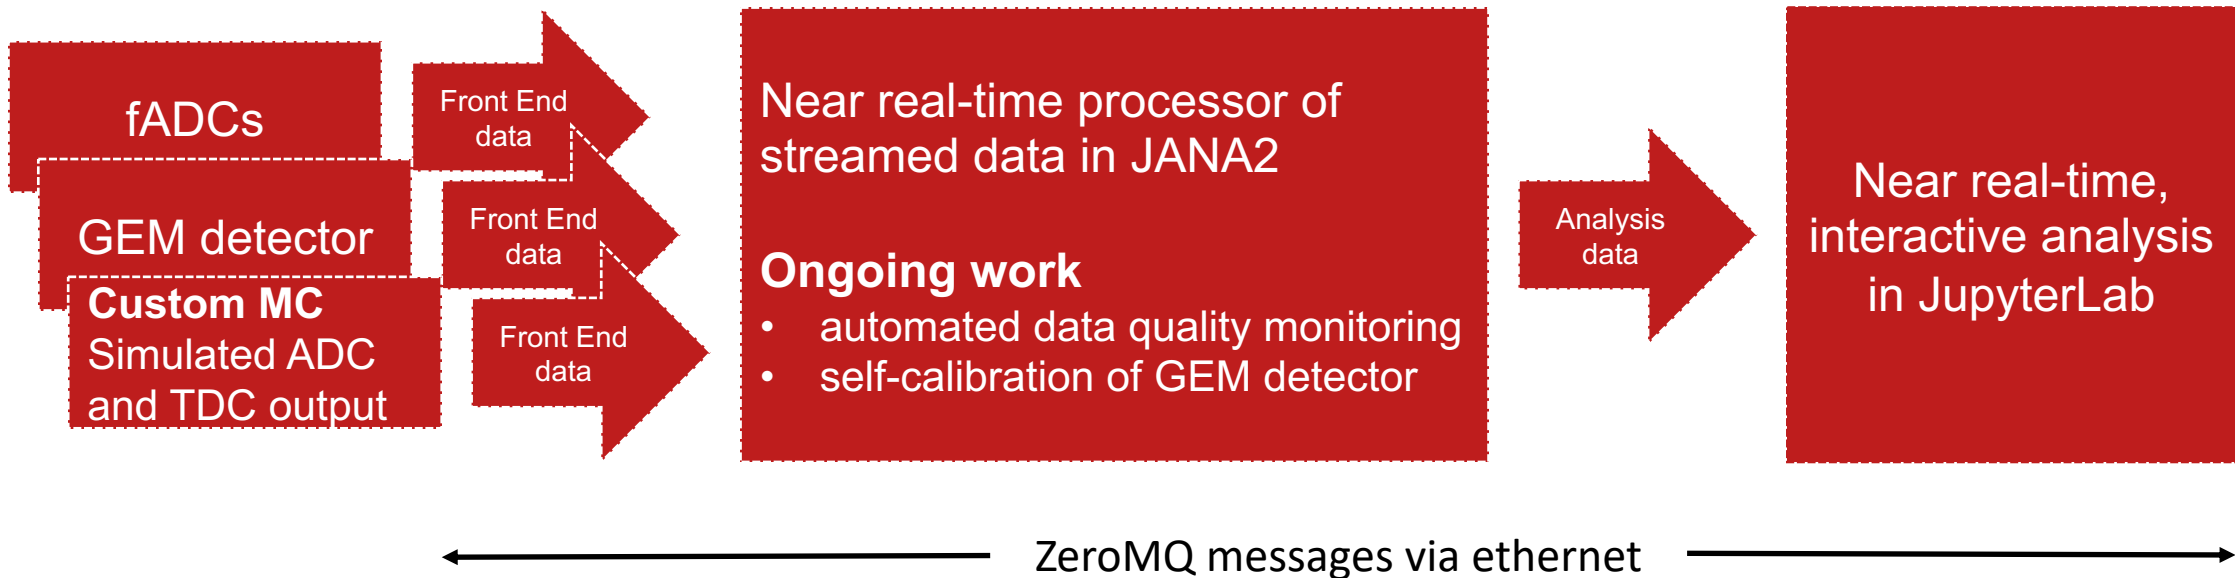 fADCs
GEM detector
Custom MC
Simulated ADC
and TDC output
Front End
data
Front End
data
Front End
data
Near real-time processor of
streamed data in JANA2
Ongoing work
• automated data quality monitoring
• self-calibration of GEM detector
Analysis
data
Near real-time,
interactive analysis
in JupyterLab
ZeroMQ messages via ethernet